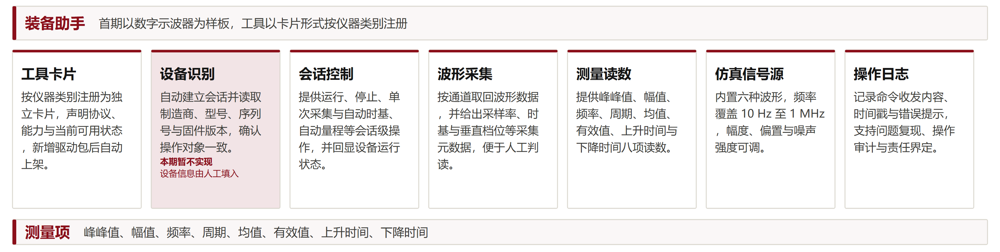 装备助手 首期以数字示波器为样板，工具以卡片形式按仪器类别注册
工具卡片
按仪器类别注册为独
立卡片，声明协议、
能力与当前可用状态
，新增驱动包后自动
上架。
设备识别
自动建立会话并读取
制造商、型号、序列
号与固件版本，确认
操作对象一致。
本期暂不实现
设备信息由人工填入
会话控制
提供运行、停止、单
次采集与自动时基、
自动量程等会话级操
作，并回显设备运行
状态。
波形采集
按通道取回波形数据
，并给出采样率、时
基与垂直档位等采集
元数据，便于人工判
读。
测量读数
提供峰峰值、幅值、
频率、周期、均值、
有效值、上升时间与
下降时间八项读数。
仿真信号源
内置六种波形，频率
覆盖 10 Hz 至 1 MHz
，幅度、偏置与噪声
强度可调。
操作日志
记录命令收发内容、
时间戳与错误提示，
支持问题复现、操作
审计与责任界定。
测量项 峰峰值、幅值、频率、周期、均值、有效值、上升时间、下降时间